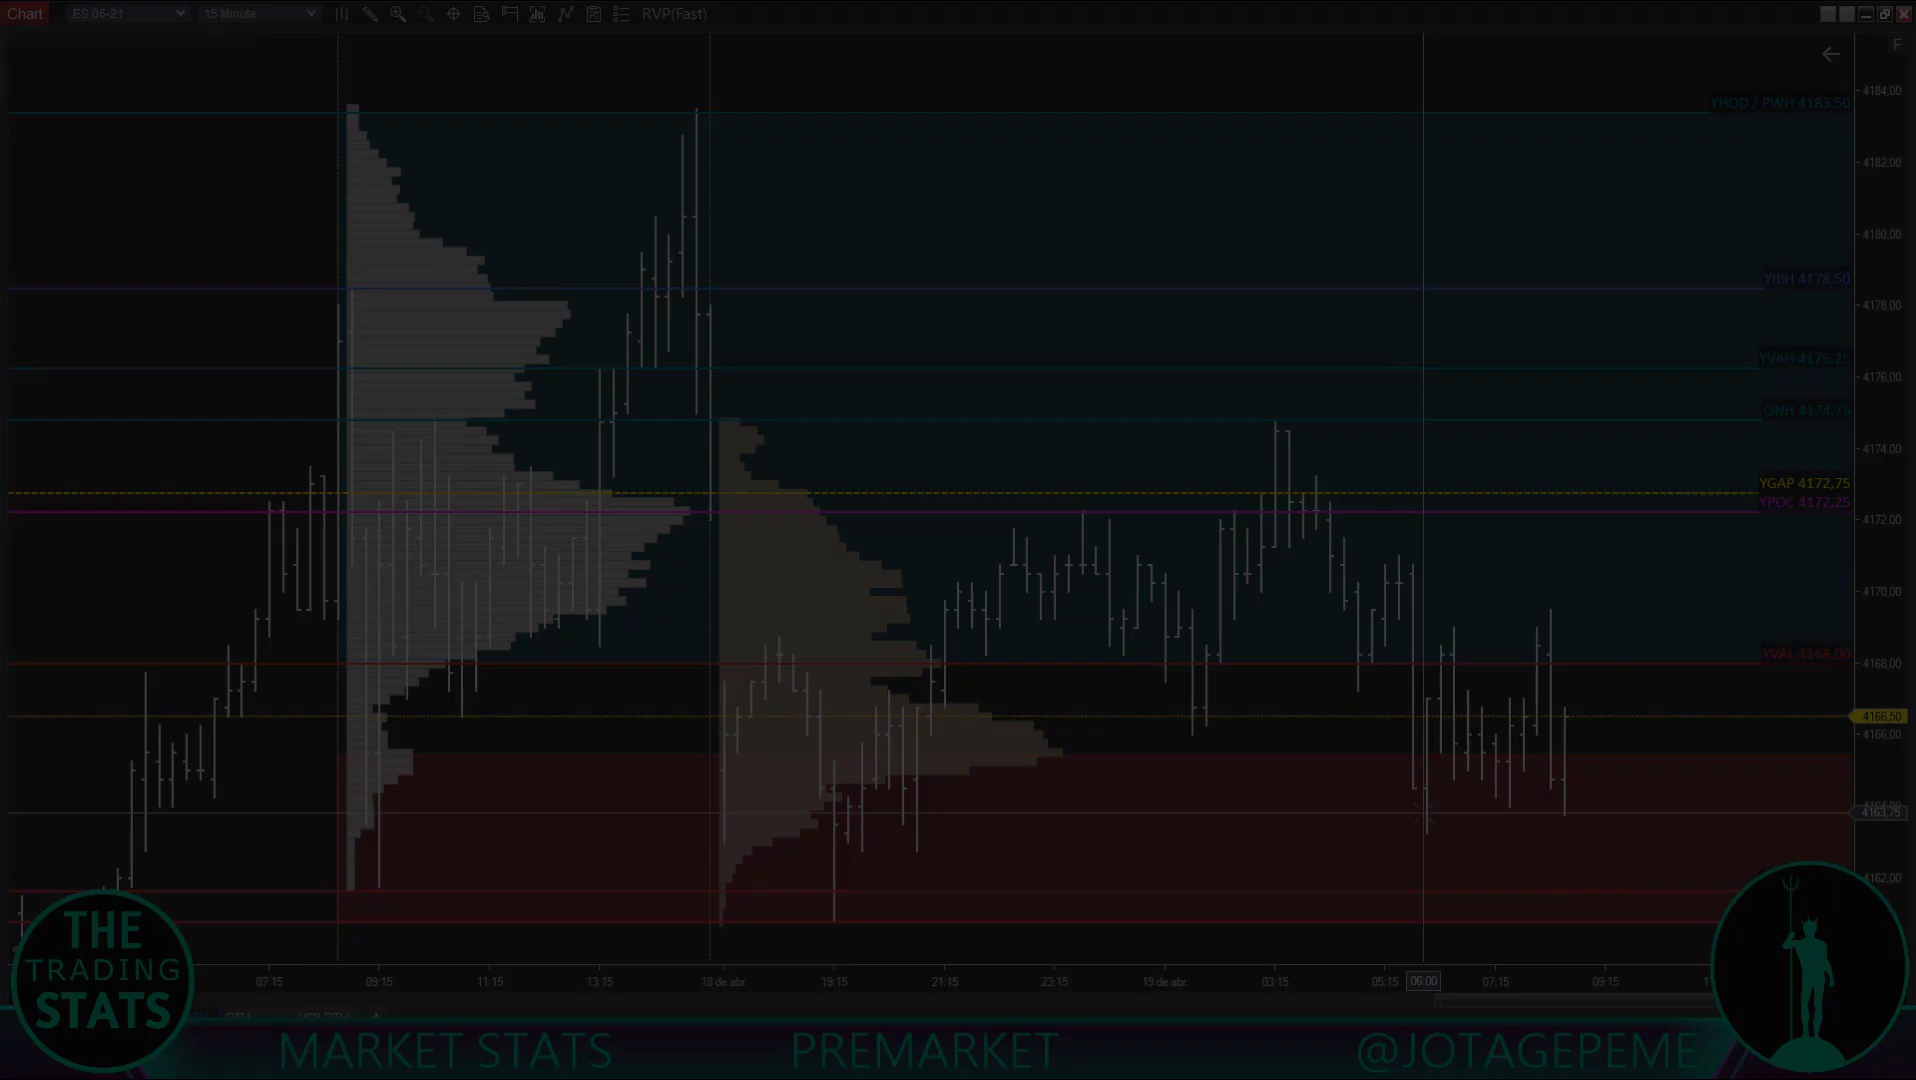 Chart
ES 06-21
15 Minute
RVP(Fast)
F
4184,00
YHOD / PWH 4183,50
4182,00
4180,00
YIBH 4178,50
4178,00
YVAH 4176,25
4176,00
ONH 4174,75
4174,00
YGAP 4172,75
YPOC 4172,25
4172,00
4170,00
YVAL 4168,00
4168,00
4166,50
4166,00
4163,75
4162,00
07:15
09:15
11:15
13:15
18 de abr.
19:15
21:15
23:15
19 de abr.
03:15
05:15
06:00
07:15
09:15
THE
TRADING
STATS
MARKET STATS
PREMARKET
@JOTAGEPEME